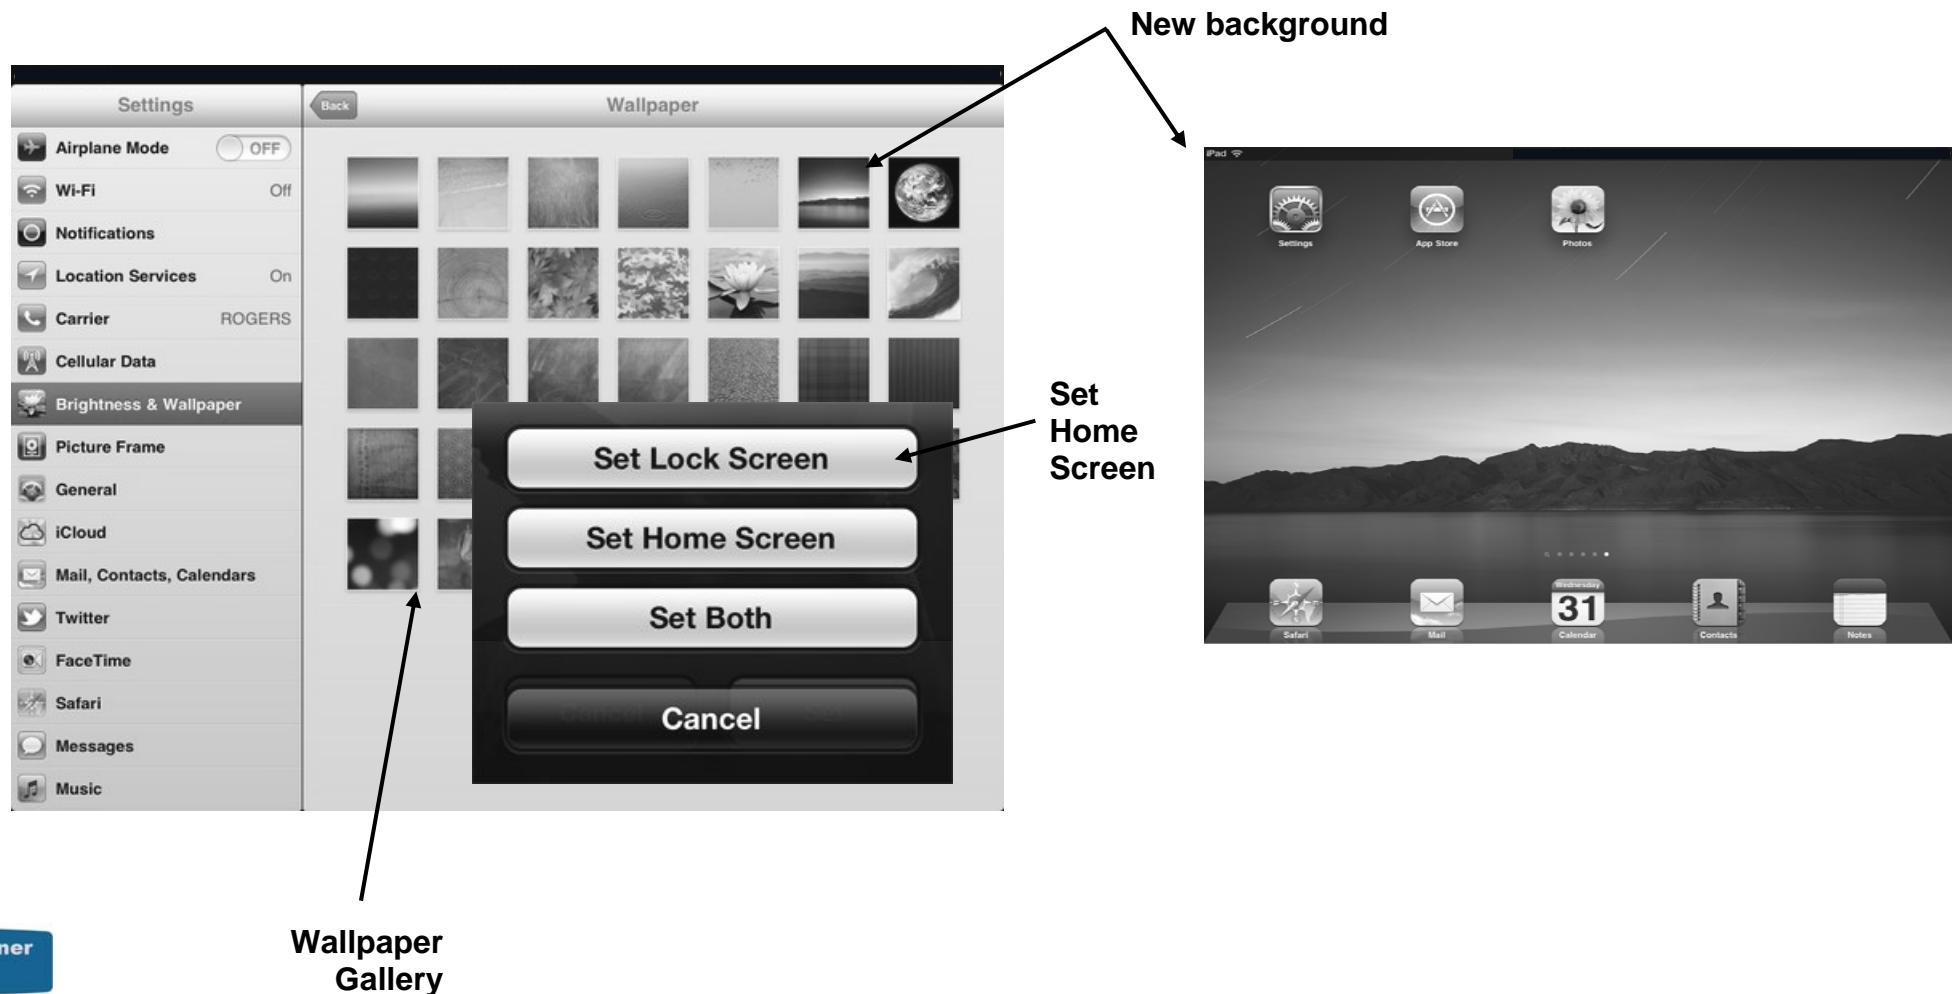 New background
Settings
Back
Wallpaper
Airplane Mode OFF
Wi-Fi Off
Notifications
Location Services On
Carrier ROGERS
Cellular Data
Brightness & Wallpaper
Picture Frame
General
iCloud
Mail, Contacts, Calendars
Twitter
FaceTime
Safari
Messages
Music
Set Lock Screen
Set Home Screen
Set Both
Cancel
Cancel
Set
Home
Screen
iPad
Settings App Store Photos
Wednesday
31
Safari Mail Calendar Contacts Notes
Wallpaper
Gallery
ner